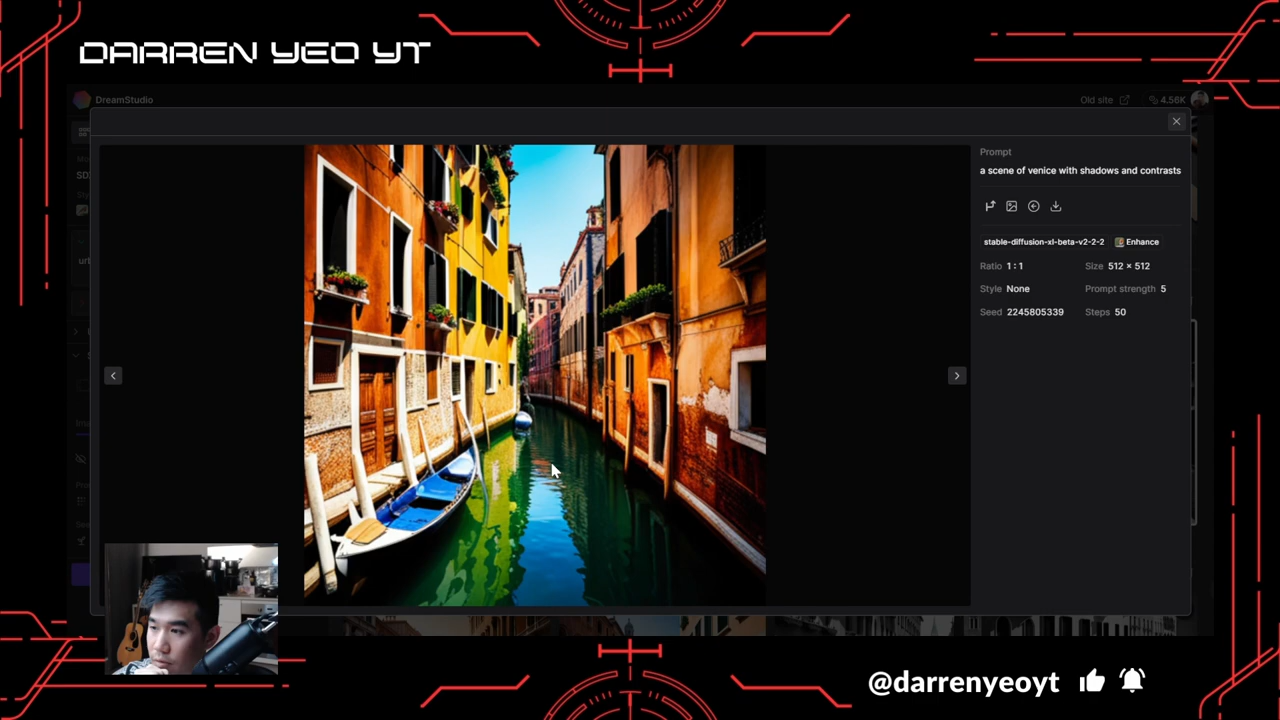 DARREN YEO YT
DreamStudio
Old site
4.56K
Prompt
a scene of venice with shadows and contrasts
stable-diffusion-xl-beta-v2-2-2 Enhance
Ratio 1 : 1 Size 512 × 512
Style None Prompt strength 5
Seed 2245805339 Steps 50
@darrenyeoyt